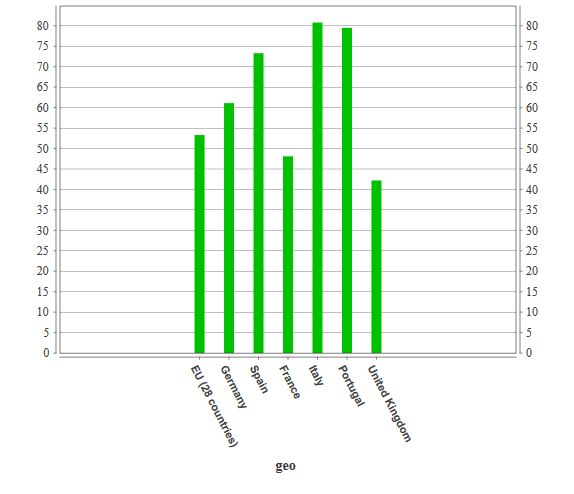 80 80
75 75
70 70
65 65
60 60
55 55
50 50
45 45
40 40
35 35
30 30
25 25
20 20
15 15
10 10
5 5
0 0
EU (28 countries)
Germany
Spain
France
Italy
Portugal
United Kingdom
geo